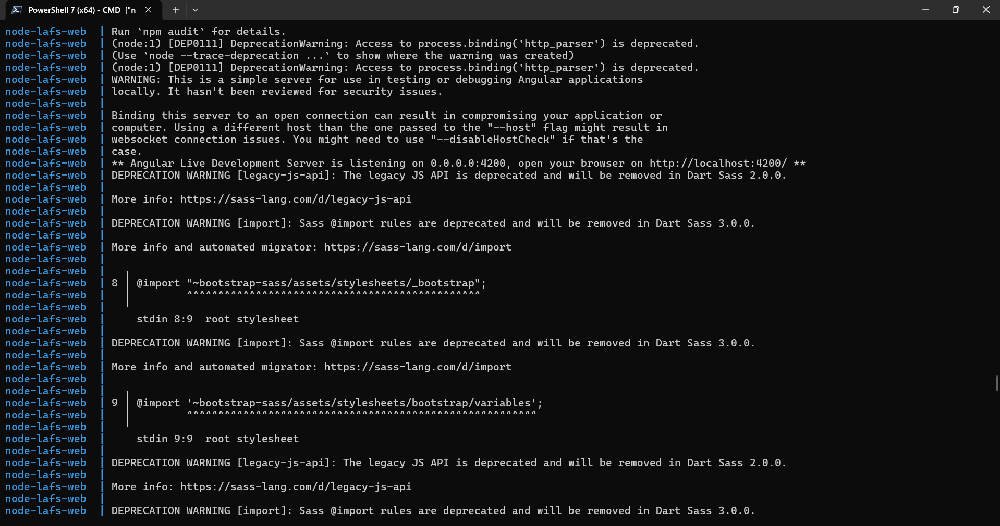 PowerShell 7 (x64) - CMD ["n
node-lafs-web | Run `npm audit` for details.
node-lafs-web | (node:1) [DEP0111] DeprecationWarning: Access to process.binding('http_parser') is deprecated.
node-lafs-web | (Use `node --trace-deprecation ...` to show where the warning was created)
node-lafs-web | (node:1) [DEP0111] DeprecationWarning: Access to process.binding('http_parser') is deprecated.
node-lafs-web | WARNING: This is a simple server for use in testing or debugging Angular applications
node-lafs-web | locally. It hasn't been reviewed for security issues.
node-lafs-web |
node-lafs-web | Binding this server to an open connection can result in compromising your application or
node-lafs-web | computer. Using a different host than the one passed to the "--host" flag might result in
node-lafs-web | websocket connection issues. You might need to use "--disableHostCheck" if that's the
node-lafs-web | case.
node-lafs-web | ** Angular Live Development Server is listening on 0.0.0.0:4200, open your browser on http://localhost:4200/ **
node-lafs-web | DEPRECATION WARNING [legacy-js-api]: The legacy JS API is deprecated and will be removed in Dart Sass 2.0.0.
node-lafs-web |
node-lafs-web | More info: https://sass-lang.com/d/legacy-js-api
node-lafs-web |
node-lafs-web | DEPRECATION WARNING [import]: Sass @import rules are deprecated and will be removed in Dart Sass 3.0.0.
node-lafs-web |
node-lafs-web | More info and automated migrator: https://sass-lang.com/d/import
node-lafs-web |
node-lafs-web |
node-lafs-web | 8 │ @import "~bootstrap-sass/assets/stylesheets/_bootstrap";
node-lafs-web |   │         ^^^^^^^^^^^^^^^^^^^^^^^^^^^^^^^^^^^^^^^^^^^^^^^
node-lafs-web |
node-lafs-web |     stdin 8:9  root stylesheet
node-lafs-web |
node-lafs-web | DEPRECATION WARNING [import]: Sass @import rules are deprecated and will be removed in Dart Sass 3.0.0.
node-lafs-web |
node-lafs-web | More info and automated migrator: https://sass-lang.com/d/import
node-lafs-web |
node-lafs-web |
node-lafs-web | 9 │ @import '~bootstrap-sass/assets/stylesheets/bootstrap/variables';
node-lafs-web |   │         ^^^^^^^^^^^^^^^^^^^^^^^^^^^^^^^^^^^^^^^^^^^^^^^^^^^^^^^^
node-lafs-web |
node-lafs-web |     stdin 9:9  root stylesheet
node-lafs-web |
node-lafs-web | DEPRECATION WARNING [legacy-js-api]: The legacy JS API is deprecated and will be removed in Dart Sass 2.0.0.
node-lafs-web |
node-lafs-web | More info: https://sass-lang.com/d/legacy-js-api
node-lafs-web |
node-lafs-web | DEPRECATION WARNING [import]: Sass @import rules are deprecated and will be removed in Dart Sass 3.0.0.